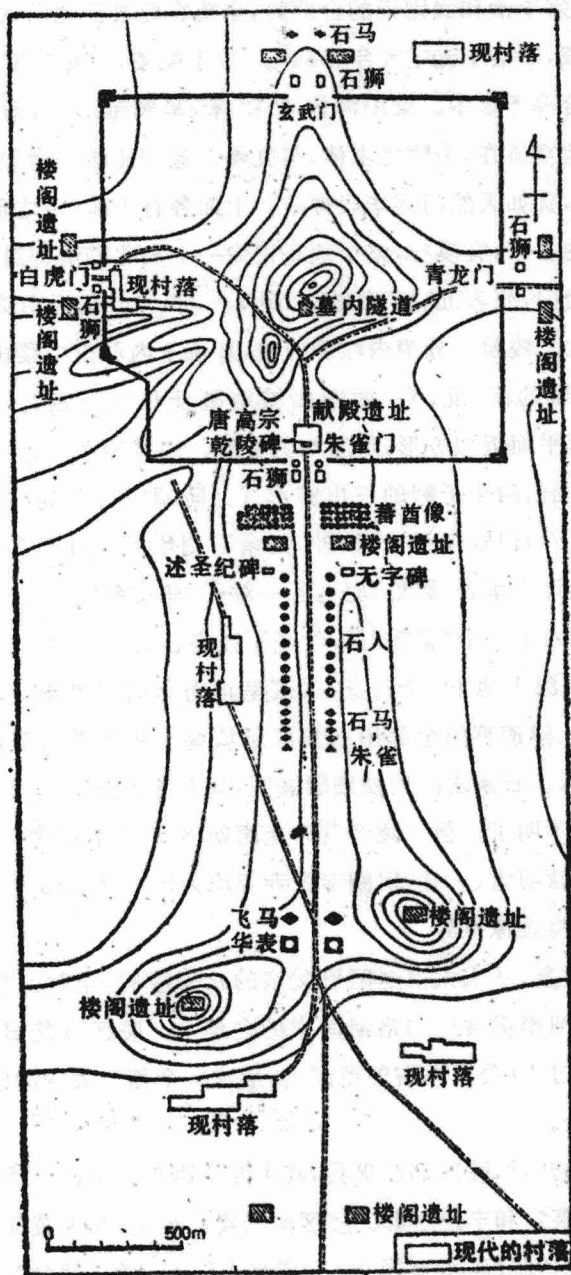 石马
现村落
石狮
玄武门
楼阁遗址
石狮
白虎门
现村落
青龙门
石狮
墓内隧道
楼阁遗址
楼阁遗址
唐高宗
乾陵碑
献殿遗址
朱雀门
石狮
蕃酋像
楼阁遗址
述圣纪碑
无字碑
石人
现村落
石马
朱雀
飞马
华表
楼阁遗址
楼阁遗址
现村落
现村落
楼阁遗址
0 500m
现代的村落